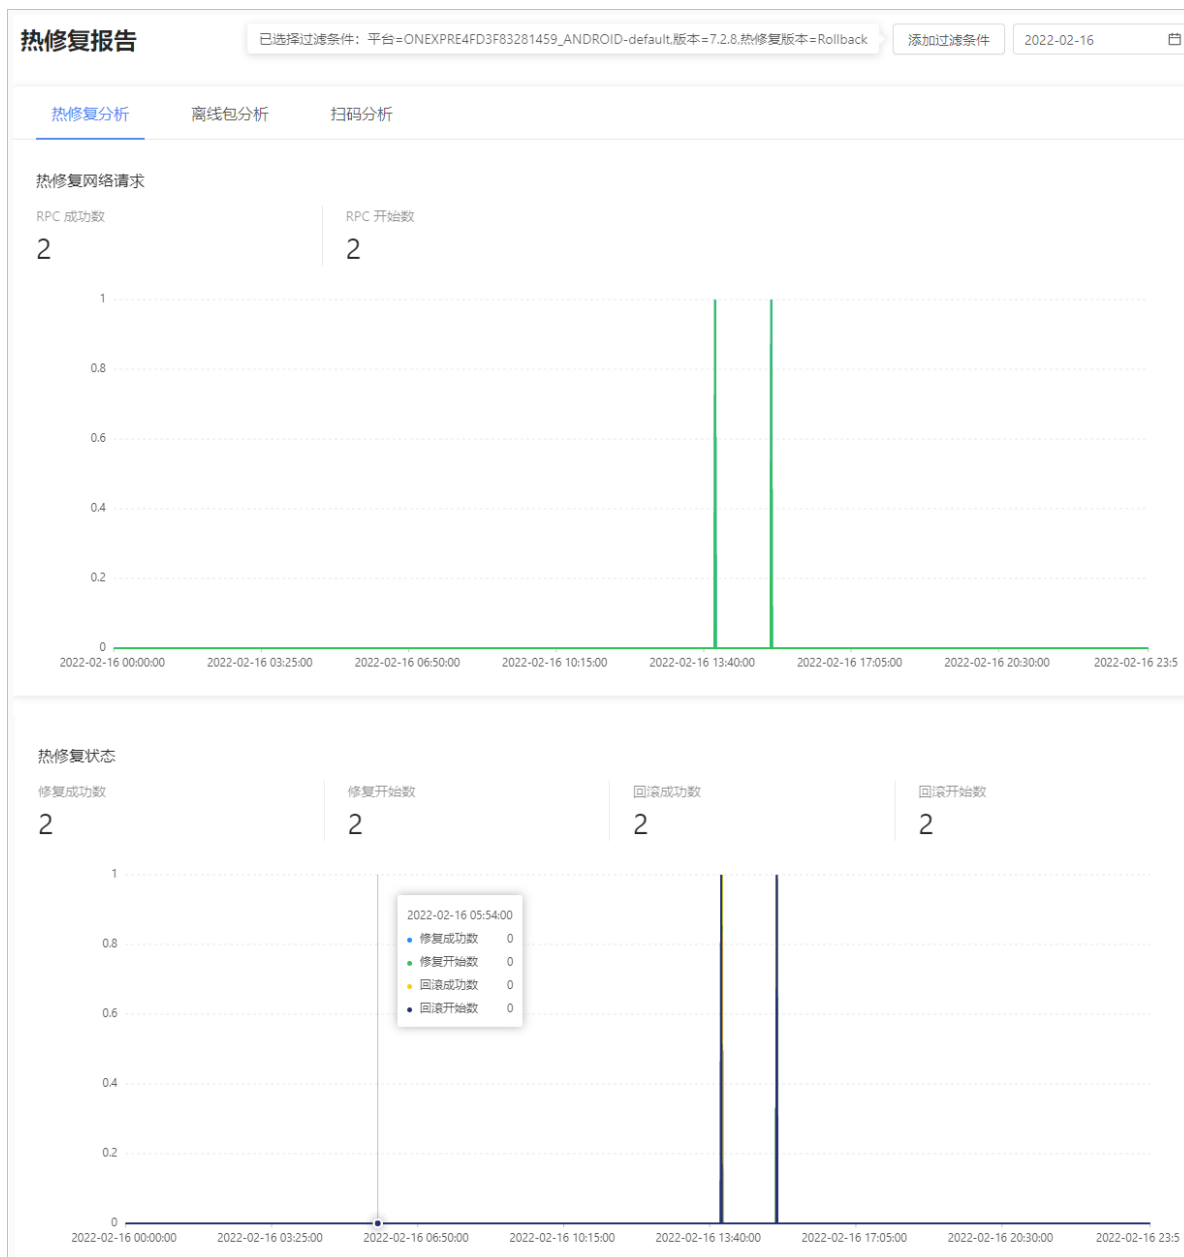 热修复报告
已选择过滤条件：平台=ONEXPRE4FD3F83281459_ANDROID-default,版本=7.2.8,热修复版本=Rollback
添加过滤条件
2022-02-16
热修复分析 离线包分析 扫码分析
热修复网络请求
RPC 成功数 RPC 开始数
2 2
1
0.8
0.6
0.4
0.2
0
2022-02-16 00:00:00 2022-02-16 03:25:00 2022-02-16 06:50:00 2022-02-16 10:15:00 2022-02-16 13:40:00 2022-02-16 17:05:00 2022-02-16 20:30:00 2022-02-16 23:5
热修复状态
修复成功数 修复开始数 回滚成功数 回滚开始数
2 2 2 2
1
2022-02-16 05:54:00
修复成功数 0
修复开始数 0
回滚成功数 0
回滚开始数 0
0.8
0.6
0.4
0.2
0
2022-02-16 00:00:00 2022-02-16 03:25:00 2022-02-16 06:50:00 2022-02-16 10:15:00 2022-02-16 13:40:00 2022-02-16 17:05:00 2022-02-16 20:30:00 2022-02-16 23:5